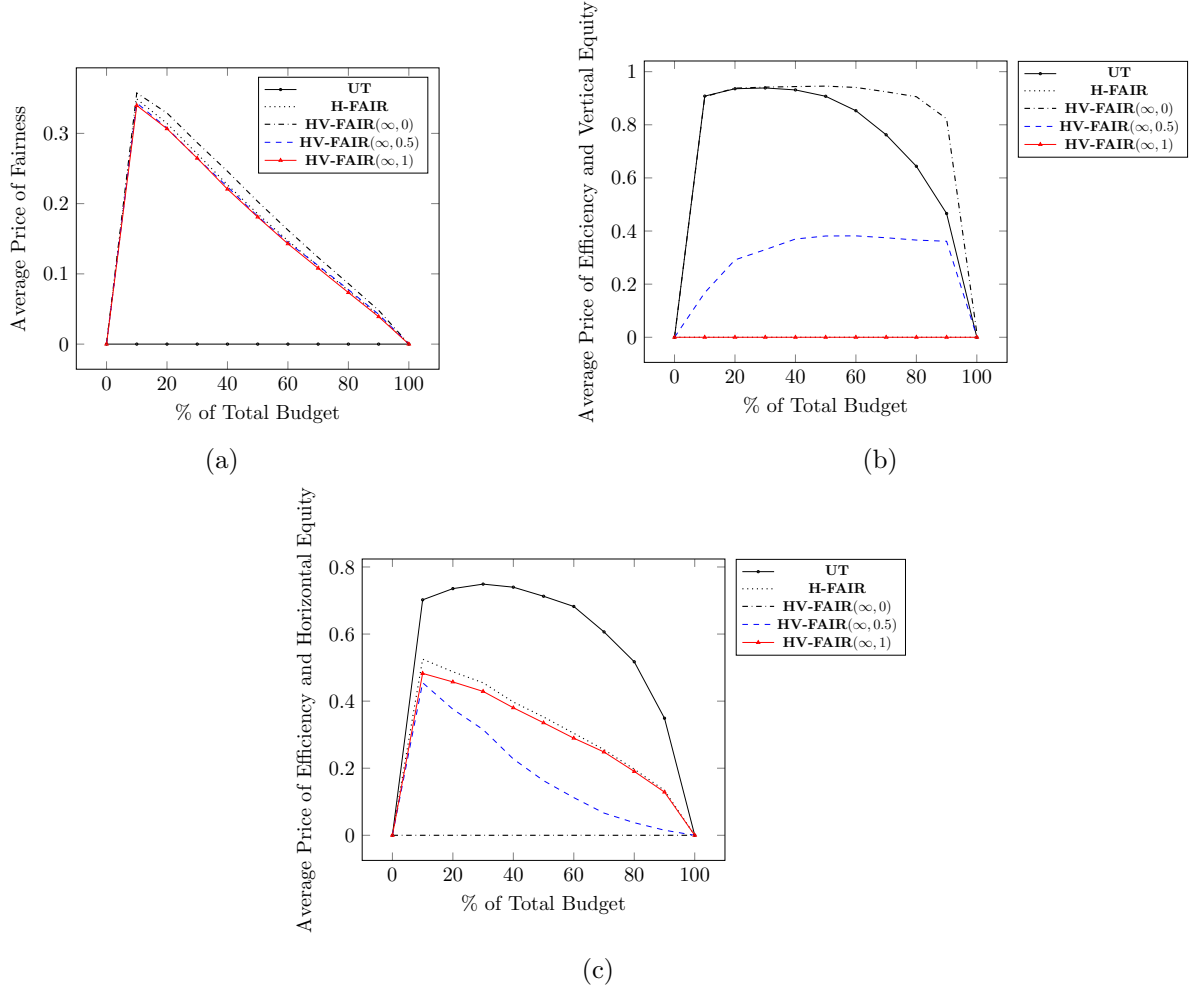 Average Price of Fairness
0.3
0.2
0.1
0
0 20 40 60 80 100
% of Total Budget
UT
H-FAIR
HV-FAIR(∞, 0)
HV-FAIR(∞, 0.5)
HV-FAIR(∞, 1)
(a)
Average Price of Efficiency and Vertical Equity
1
0.8
0.6
0.4
0.2
0
0 20 40 60 80 100
% of Total Budget
UT
H-FAIR
HV-FAIR(∞, 0)
HV-FAIR(∞, 0.5)
HV-FAIR(∞, 1)
(b)
Average Price of Efficiency and Horizontal Equity
0.8
0.6
0.4
0.2
0
0 20 40 60 80 100
% of Total Budget
UT
H-FAIR
HV-FAIR(∞, 0)
HV-FAIR(∞, 0.5)
HV-FAIR(∞, 1)
(c)